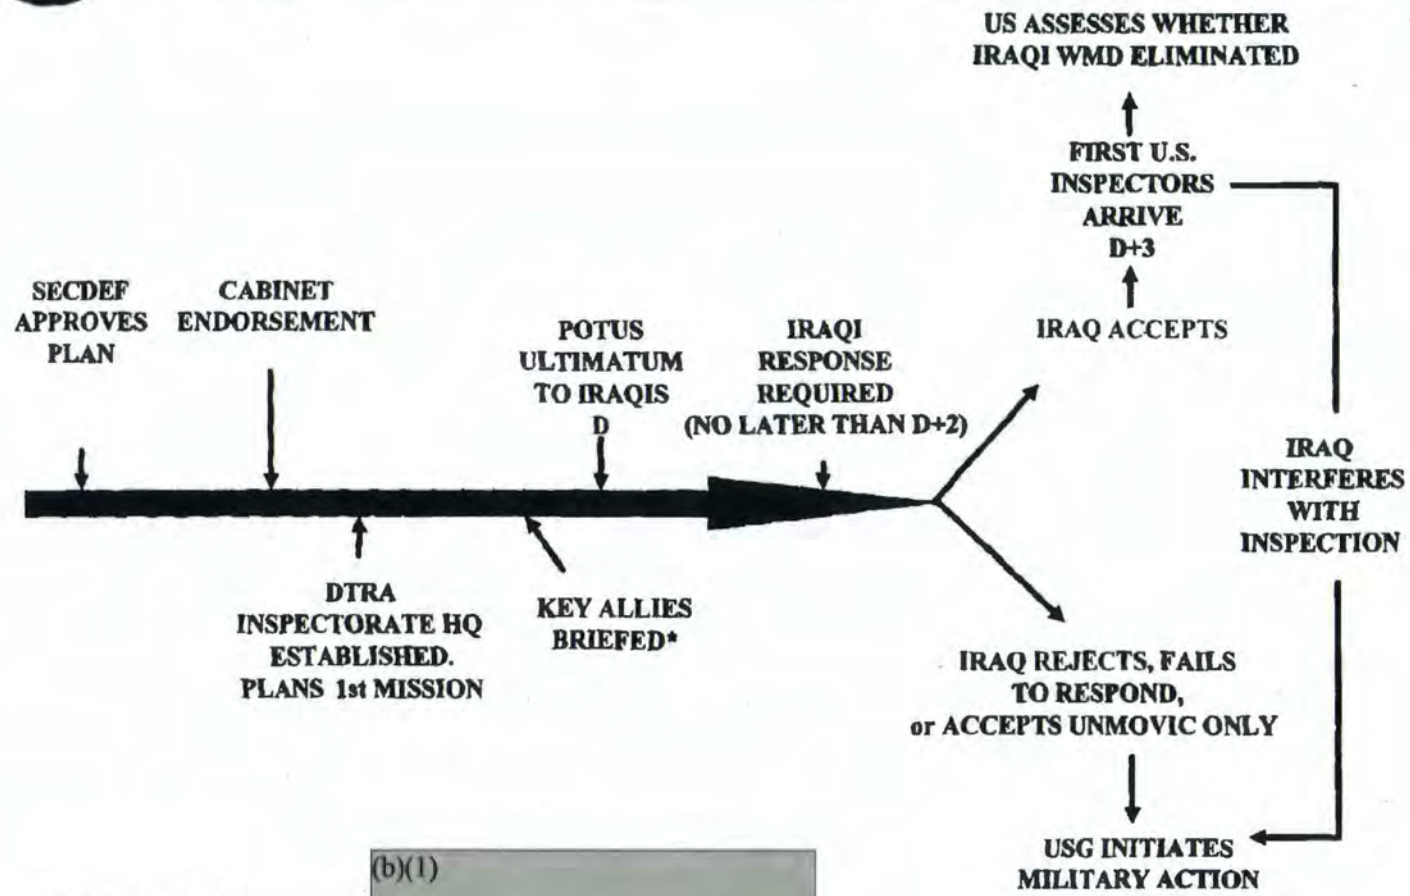 US ASSESSES WHETHER
IRAQI WMD ELIMINATED
FIRST U.S.
INSPECTORS
ARRIVE
D+3
SECDEF
APPROVES
PLAN
CABINET
ENDORSEMENT
POTUS
ULTIMATUM
TO IRAQIS
D
IRAQI
RESPONSE
REQUIRED
(NO LATER THAN D+2)
IRAQ ACCEPTS
IRAQ
INTERFERES
WITH
INSPECTION
DTRA
INSPECTORATE HQ
ESTABLISHED.
PLANS 1st MISSION
KEY ALLIES
BRIEFED*
IRAQ REJECTS, FAILS
TO RESPOND,
or ACCEPTS UNMOVIC ONLY
USG INITIATES
MILITARY ACTION
(b)(1)